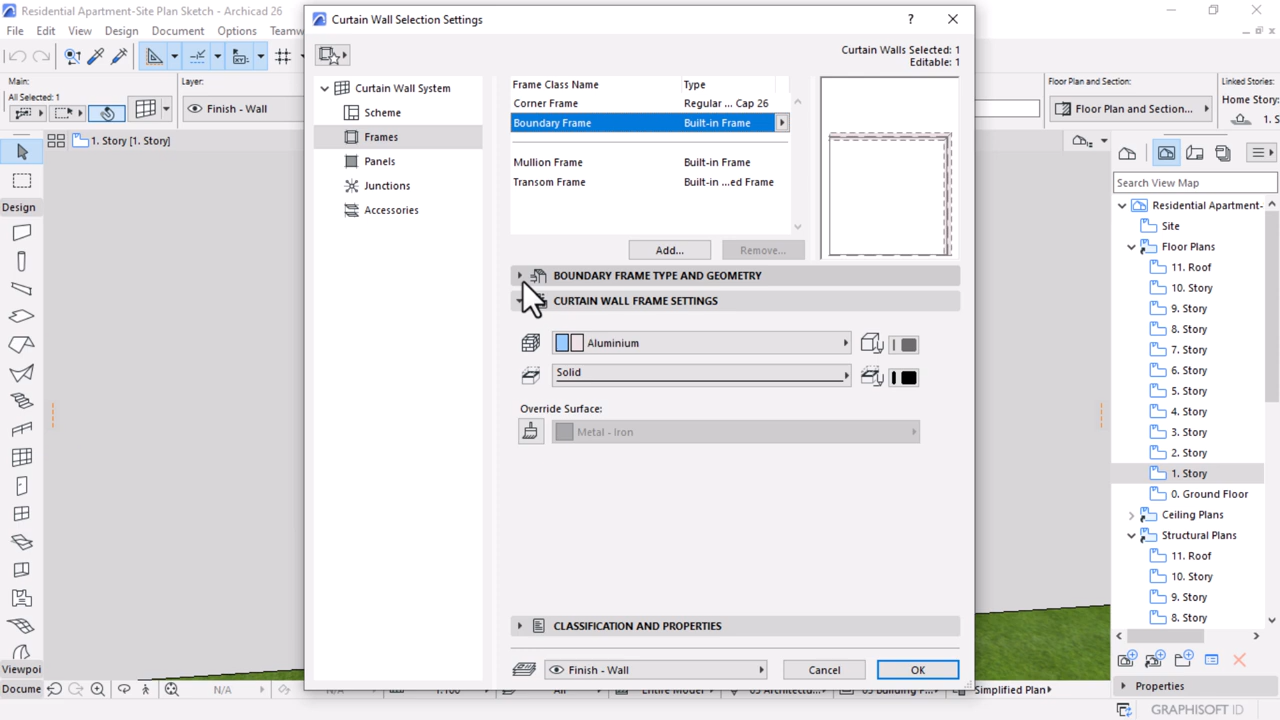 Residential Apartment-Site Plan Sketch - Archicad 26
File Edit View Design Document Options Teamw
Curtain Wall Selection Settings
?
Curtain Walls Selected: 1
Editable: 1
Main:
All Selected: 1
Layer:
Finish - Wall
Floor Plan and Section:
Floor Plan and Section...
Linked Stories:
Home Story:
1. S
1. Story [1. Story]
Design
Curtain Wall System
Scheme
Frames
Panels
Junctions
Accessories
Frame Class Name Type
Corner Frame Regular ... Cap 26
Boundary Frame Built-in Frame
Mullion Frame Built-in Frame
Transom Frame Built-in ...ed Frame
Add... Remove...
BOUNDARY FRAME TYPE AND GEOMETRY
CURTAIN WALL FRAME SETTINGS
Aluminium
Solid
Override Surface:
Metal - Iron
CLASSIFICATION AND PROPERTIES
Finish - Wall
Cancel OK
Search View Map
Residential Apartment-
Site
Floor Plans
11. Roof
10. Story
9. Story
8. Story
7. Story
6. Story
5. Story
4. Story
3. Story
2. Story
1. Story
0. Ground Floor
Ceiling Plans
Structural Plans
11. Roof
10. Story
9. Story
8. Story
Properties
GRAPHISOFT ID
Viewpoi
Docume
N/A
Simplified Plan